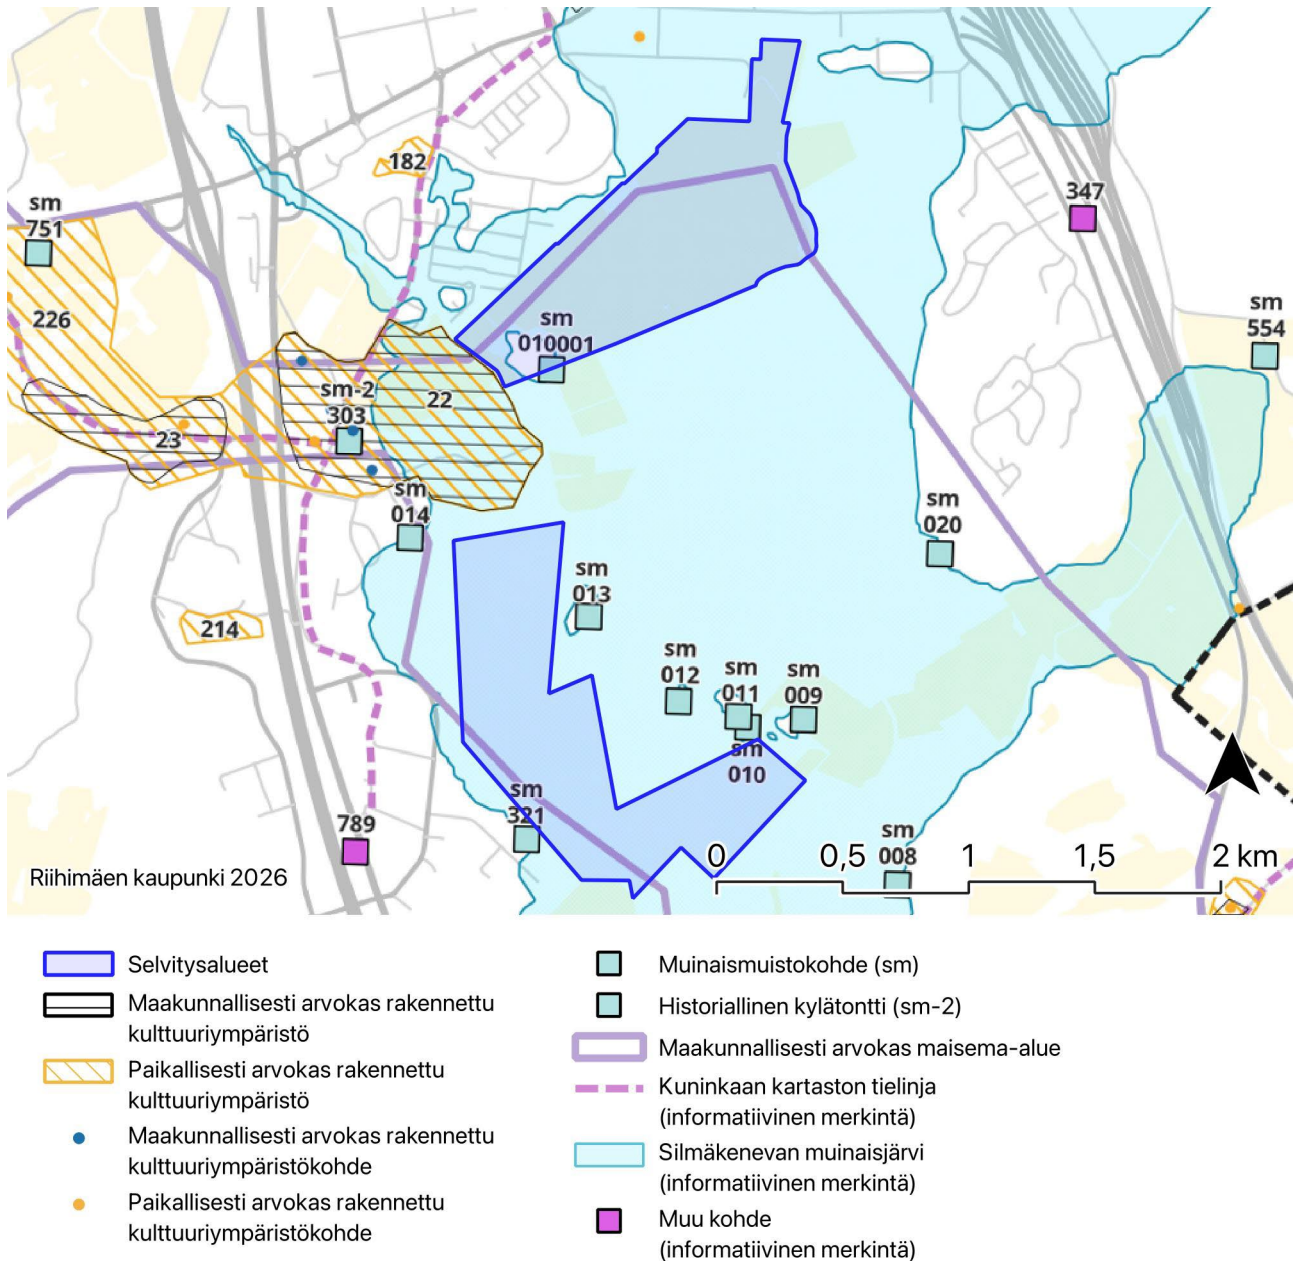 182
347
sm
751
sm
554
226
sm
010001
22
sm-2
303
23
sm
014
sm
020
sm
013
214
sm
012
sm
011
sm
009
sm
010
sm
321
789
sm
008
0 0,5 1 1,5 2 km
Riihimäen kaupunki 2026
Selvitysalueet
Maakunnallisesti arvokas rakennettu
kulttuuriympäristö
Paikallisesti arvokas rakennettu
kulttuuriympäristö
Maakunnallisesti arvokas rakennettu
kulttuuriympäristökohde
Paikallisesti arvokas rakennettu
kulttuuriympäristökohde
Muinaismuistokohde (sm)
Historiallinen kylätontti (sm-2)
Maakunnallisesti arvokas maisema-alue
Kuninkaan kartaston tielinja
(informatiivinen merkintä)
Silmäkenevan muinaisjärvi
(informatiivinen merkintä)
Muu kohde
(informatiivinen merkintä)